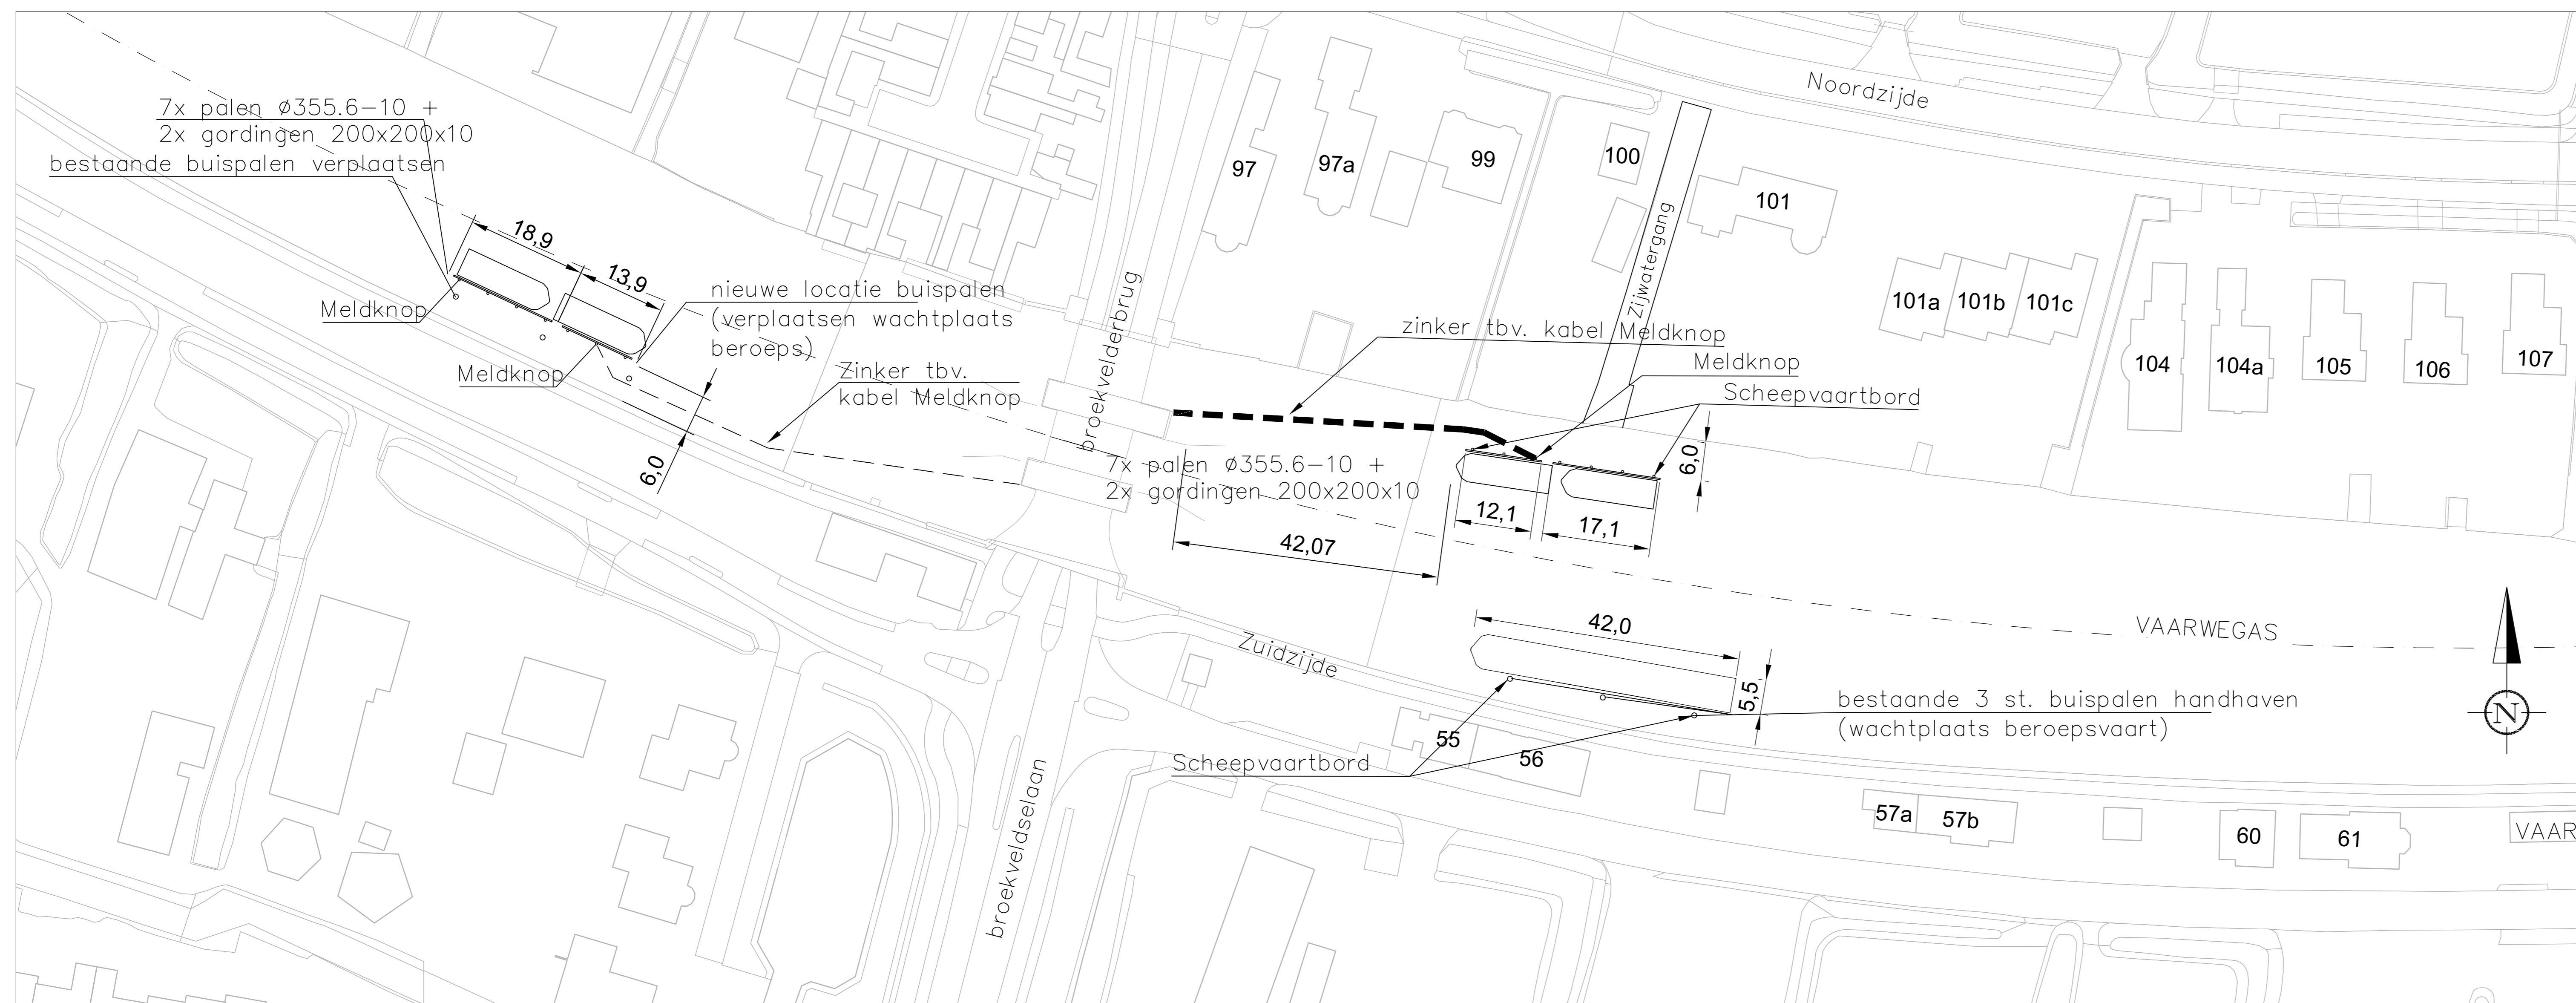 Noordzijde
7x palen ø355.6-10 +
2x gordingen 200x200x10
bestaande buispalen verplaatsen
18,9
13,9
Meldknop
Meldknop
nieuwe locatie buispalen
(verplaatsen wachtplaats
beroeps)
Zinker tbv.
kabel Meldknop
6,0
broekvelderbrug
97
97a
99
100
101
Zijwatergang
101a
101b
101c
104
104a
105
106
107
zinker tbv. kabel Meldknop
Meldknop
Scheepvaartbord
6,0
7x palen ø355.6-10 +
2x gordingen 200x200x10
12,1
17,1
42,07
VAARWEGAS
42,0
5,5
Zuidzijde
bestaande 3 st. buispalen handhaven
(wachtplaats beroepsvaart)
Scheepvaartbord
55
56
broekveldselaan
57a
57b
60
61
VAAR
N